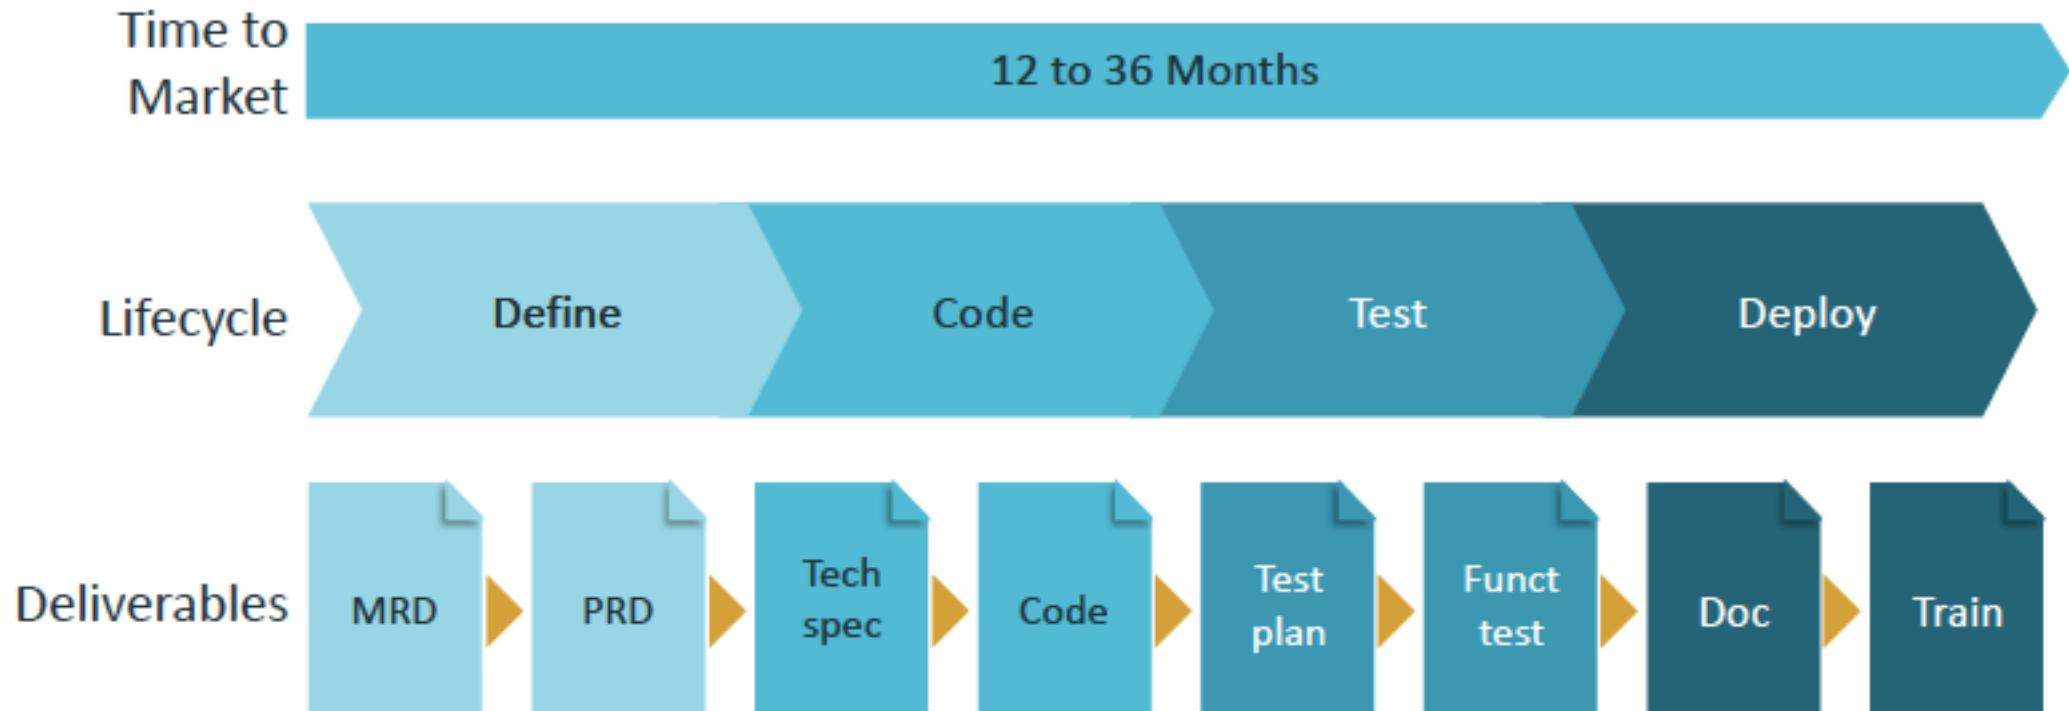 Time to
Market
12 to 36 Months
Lifecycle
Define
Code
Test
Deploy
Deliverables
MRD
PRD
Tech
spec
Code
Test
plan
Funct
test
Doc
Train